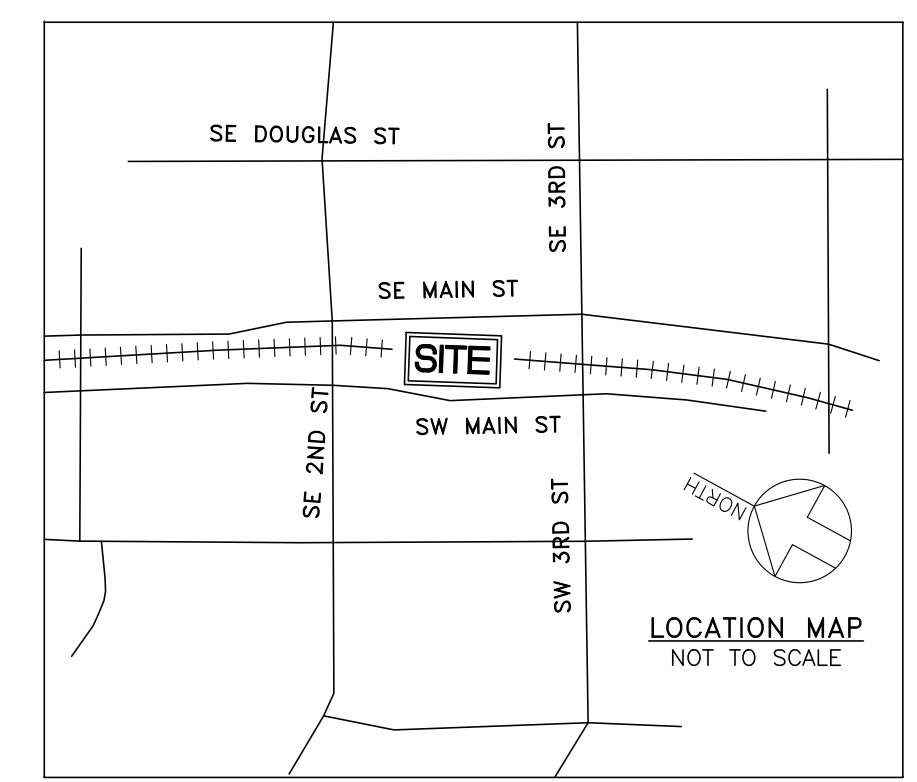 SE DOUGLAS ST
SE 3RD ST
SE MAIN ST
SITE
SW MAIN ST
SE 2ND ST
SW 3RD ST
NORTH
LOCATION MAP
NOT TO SCALE